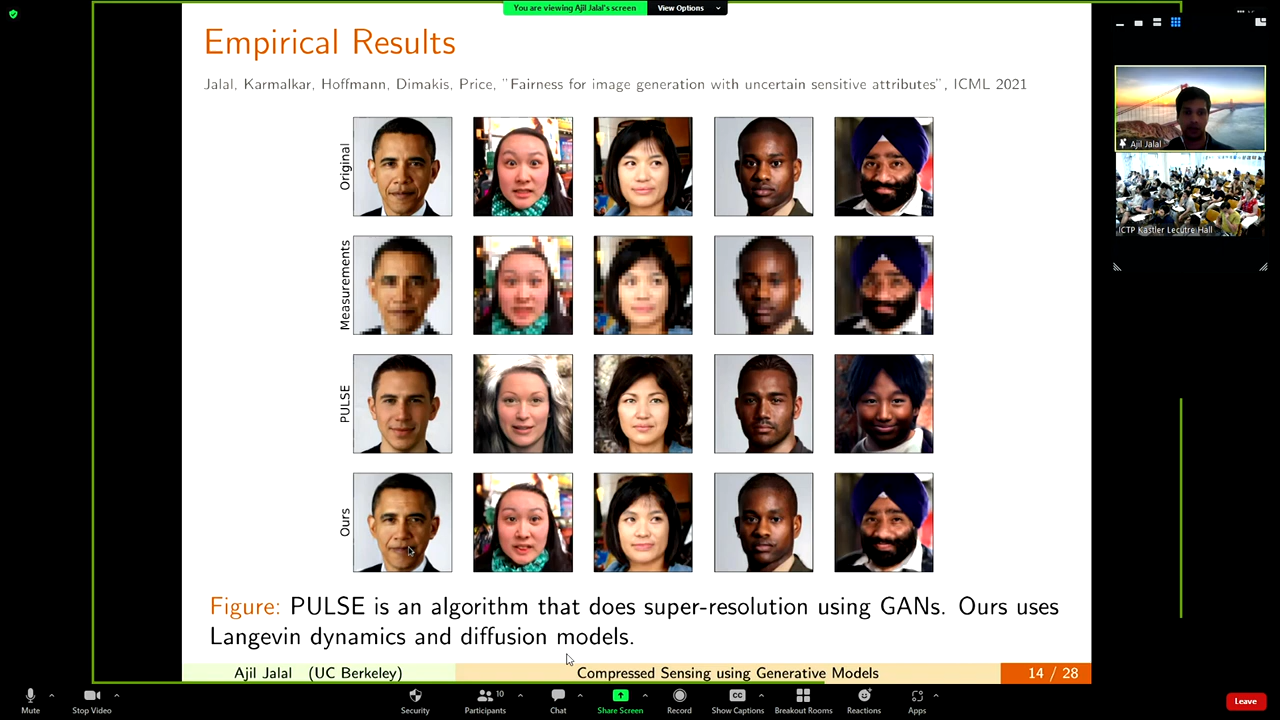 You are viewing Ajil Jalal's screen
View Options
Empirical Results
Jalal, Karmalkar, Hoffmann, Dimakis, Price, "Fairness for image generation with uncertain sensitive attributes", ICML 2021
Original
Measurements
PULSE
Ours
Figure: PULSE is an algorithm that does super-resolution using GANs. Ours uses
Langevin dynamics and diffusion models.
Ajil Jalal (UC Berkeley)
Compressed Sensing using Generative Models
14 / 28
Ajil Jalal
ICTP Kastler Lecutre Hall
Mute
Stop Video
Security
Participants
10
Chat
Share Screen
Record
Show Captions
Breakout Rooms
Reactions
Apps
Leave